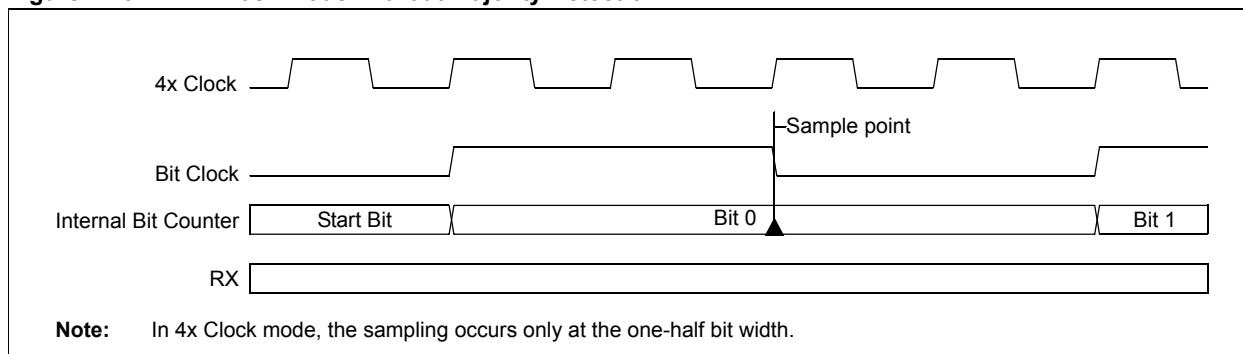 4x Clock
Sample point
Bit Clock
Internal Bit Counter Start Bit Bit 0 Bit 1
RX
Note: In 4x Clock mode, the sampling occurs only at the one-half bit width.